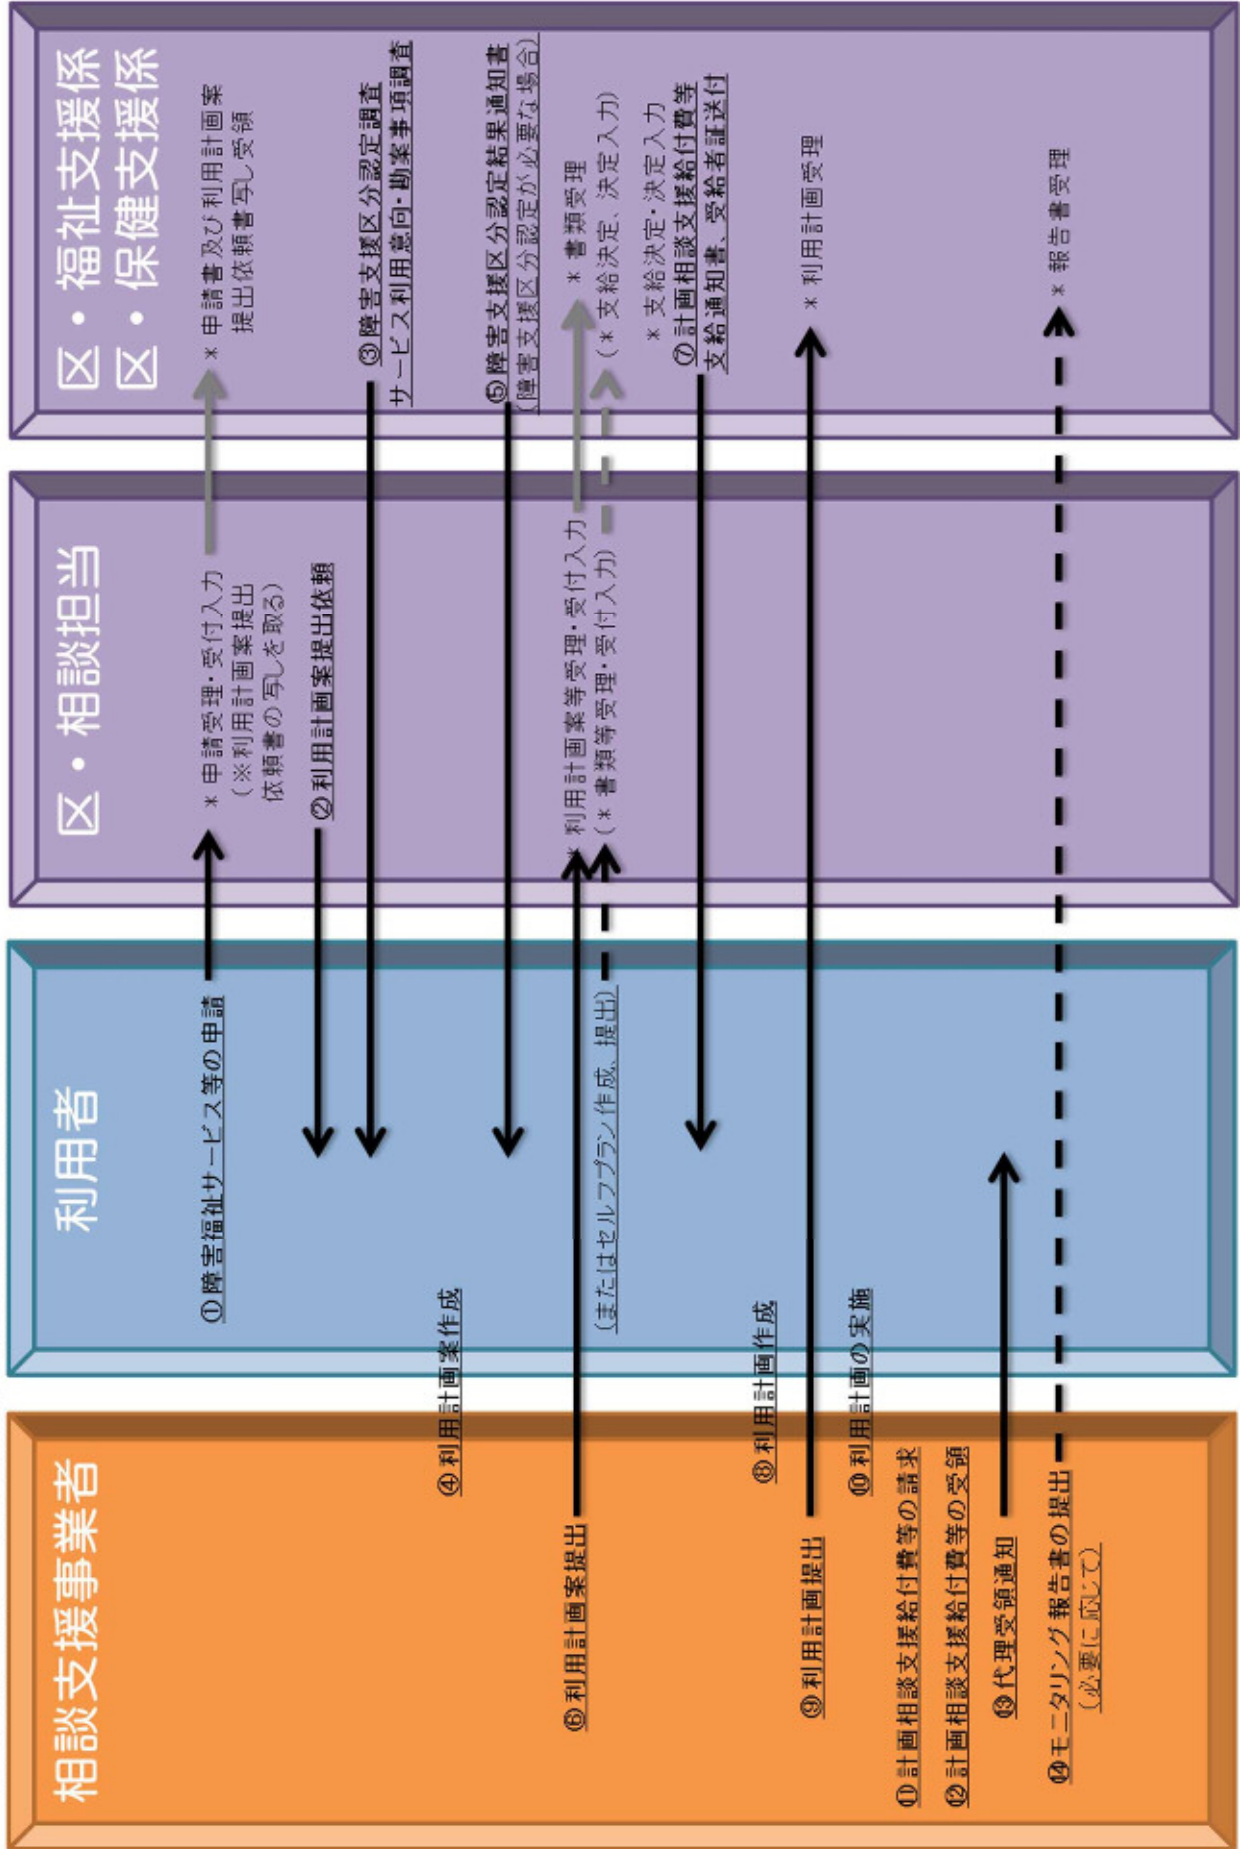 相談支援事業者
利用者
区・相談担当
区・福祉支援係
区・保健支援係
①障害福祉サービス等の申請
＊申請受理・受付入力
(※利用計画案提出
依頼書の写しを取る)
＊申請書及び利用計画案
提出依頼書写し受領
②利用計画案提出依頼
③障害支援区分認定調査
サービス利用意向・勘案事項調査
④利用計画案作成
⑤障害支援区分認定結果通知書
(障害支援区分認定が必要な場合)
⑥利用計画案提出
＊利用計画案等受理・受付入力
＊書類受理
(またはセルフプラン作成、提出)
(＊書類等受理・受付入力)
(＊支給決定、決定入力)
＊支給決定・決定入力
⑦計画相談支援給付費等
支給通知書、受給者証送付
⑧利用計画作成
⑨利用計画提出
＊利用計画受理
⑩利用計画の実施
⑪計画相談支援給付費等の請求
⑫計画相談支援給付費等の受領
⑬代理受領通知
⑭モニタリング報告書の提出
(必要に応じて)
＊報告書受理